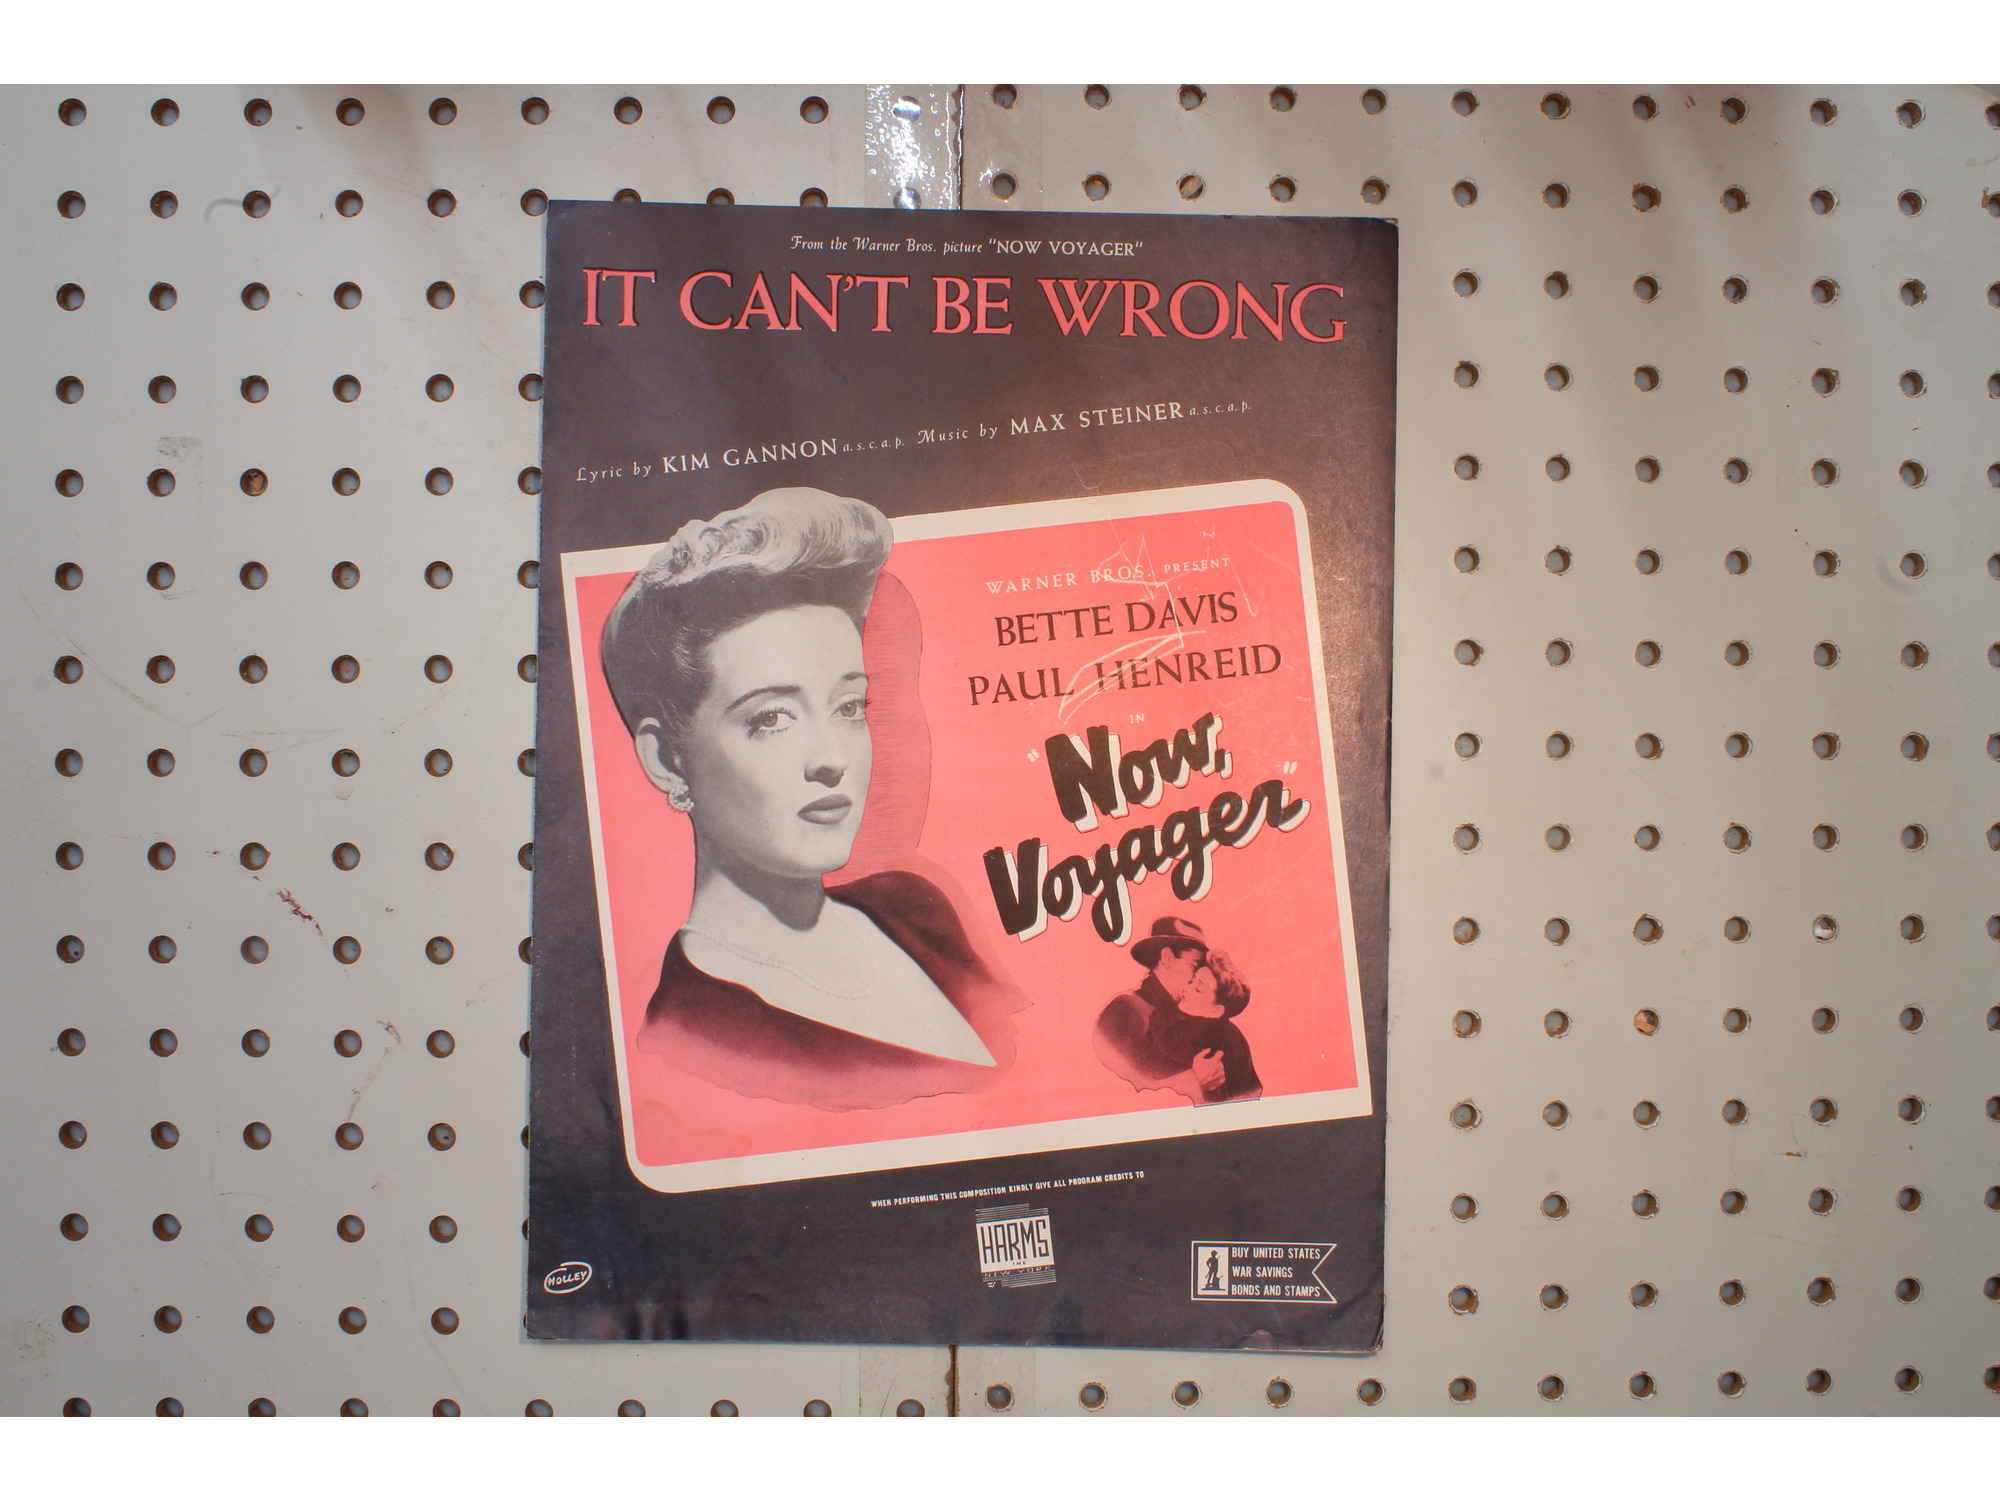 From the Warner Bros. picture "NOW VOYAGER"
IT CAN'T BE WRONG
Lyric by KIM GANNON a.s.c.a.p. Music by MAX STEINER a.s.c.a.p.
WARNER BROS. PRESENT
BETTE DAVIS
PAUL HENREID
IN
"Now,
Voyager"
WHEN PERFORMING THIS COMPOSITION KINDLY GIVE ALL PROGRAM CREDITS TO
HARMS
INC
NEW YORK
HOLLEY
BUY UNITED STATES
WAR SAVINGS
BONDS AND STAMPS